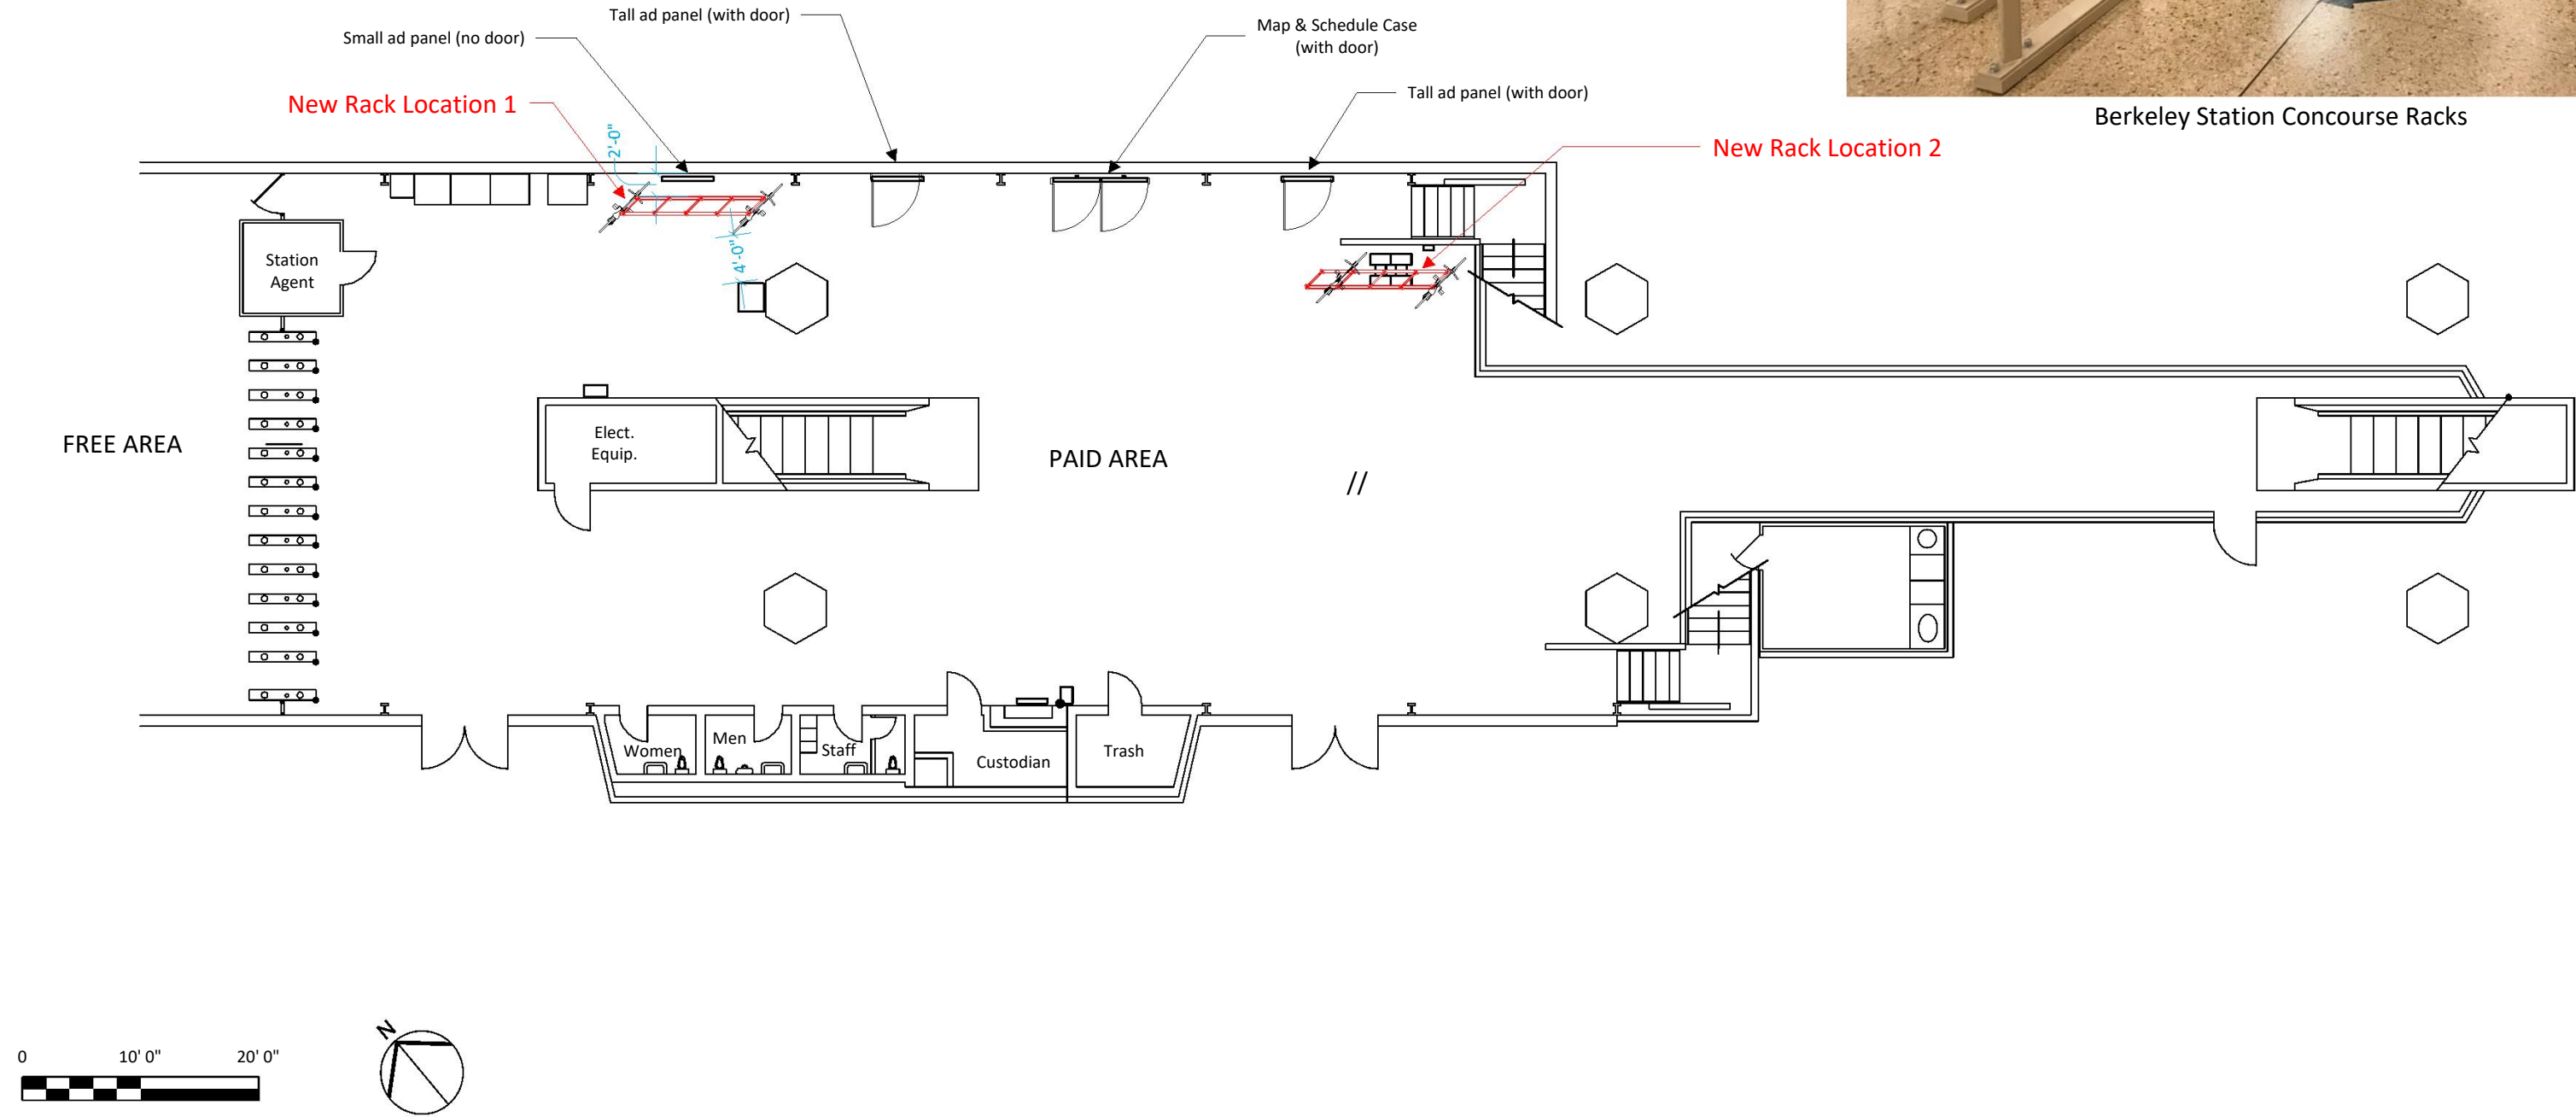 Tall ad panel (with door)
Small ad panel (no door)
Map & Schedule Case
(with door)
Tall ad panel (with door)
New Rack Location 1
Berkeley Station Concourse Racks
New Rack Location 2
2'-0"
4'-0"
Station
Agent
FREE AREA
Elect.
Equip.
PAID AREA
//
Women
Men
Staff
Custodian
Trash
N
0
10' 0"
20' 0"